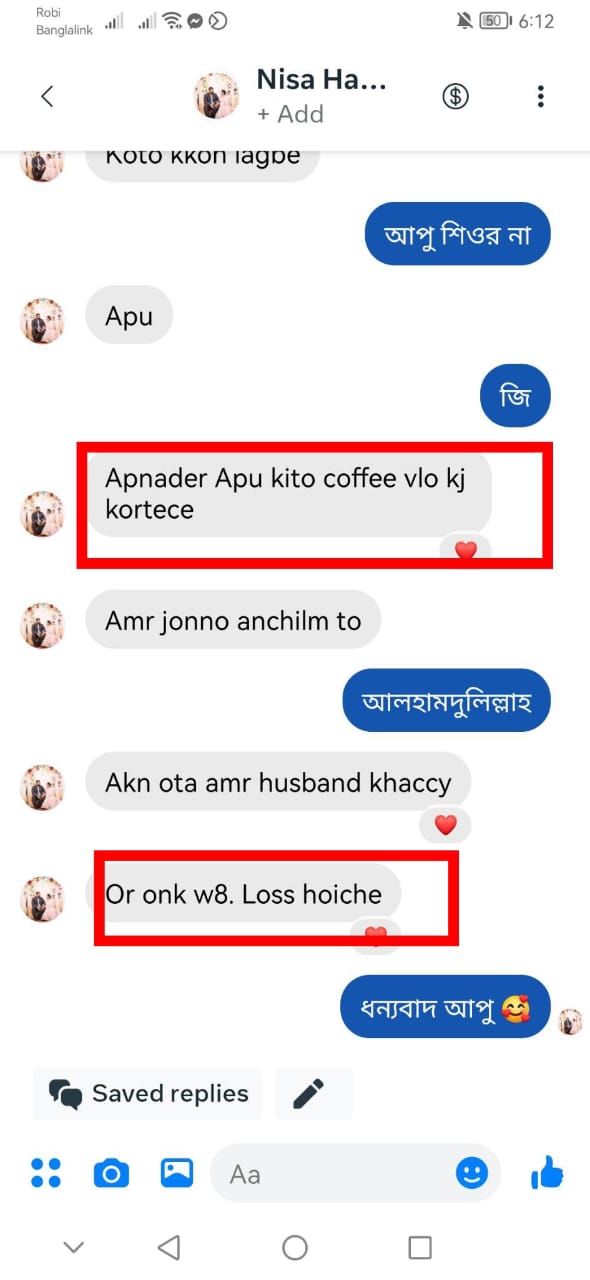 Robi
Banglalink
50
6:12
Nisa Ha...
+ Add
Koto kkon lagbe
আপু শিওর না
Apu
জি
Apnader Apu kito coffee vlo kj
kortece
Amr jonno anchilm to
আলহামদুলিল্লাহ
Akn ota amr husband khaccy
Or onk w8. Loss hoiche
ধন্যবাদ আপু 🥰
Saved replies
Aa